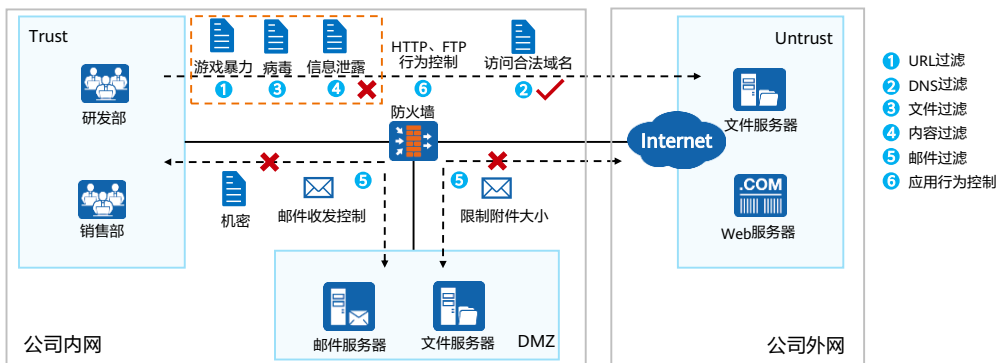 Trust
研发部
销售部
游戏暴力
1
病毒
3
信息泄露
4
HTTP、FTP
行为控制
6
访问合法域名
2
防火墙
Internet
Untrust
文件服务器
.COM
Web服务器
机密
5
邮件收发控制
5
限制附件大小
邮件服务器
文件服务器
DMZ
公司内网
公司外网
1 URL过滤
2 DNS过滤
3 文件过滤
4 内容过滤
5 邮件过滤
6 应用行为控制